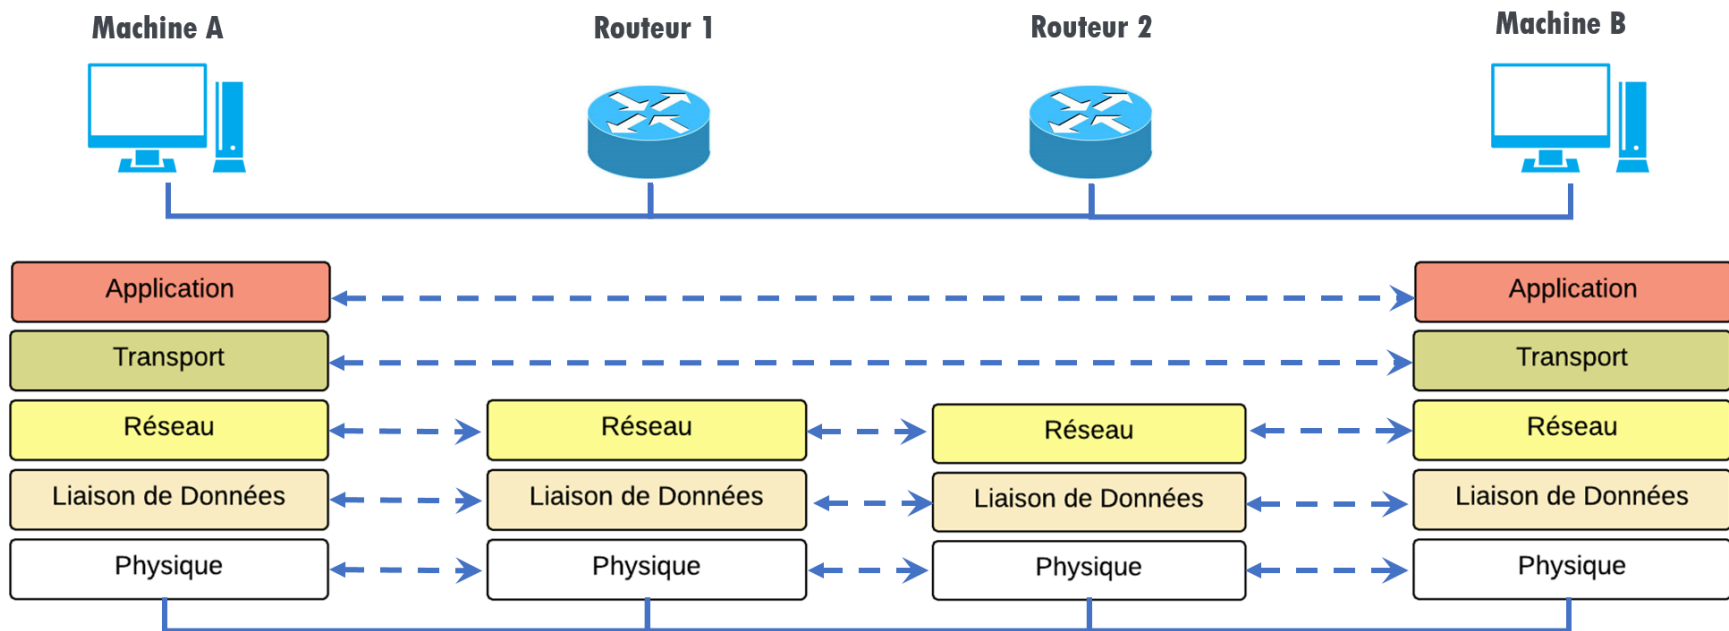 Machine A
Routeur 1
Routeur 2
Machine B
Application
Application
Transport
Transport
Réseau
Réseau
Réseau
Réseau
Liaison de Données
Liaison de Données
Liaison de Données
Liaison de Données
Physique
Physique
Physique
Physique